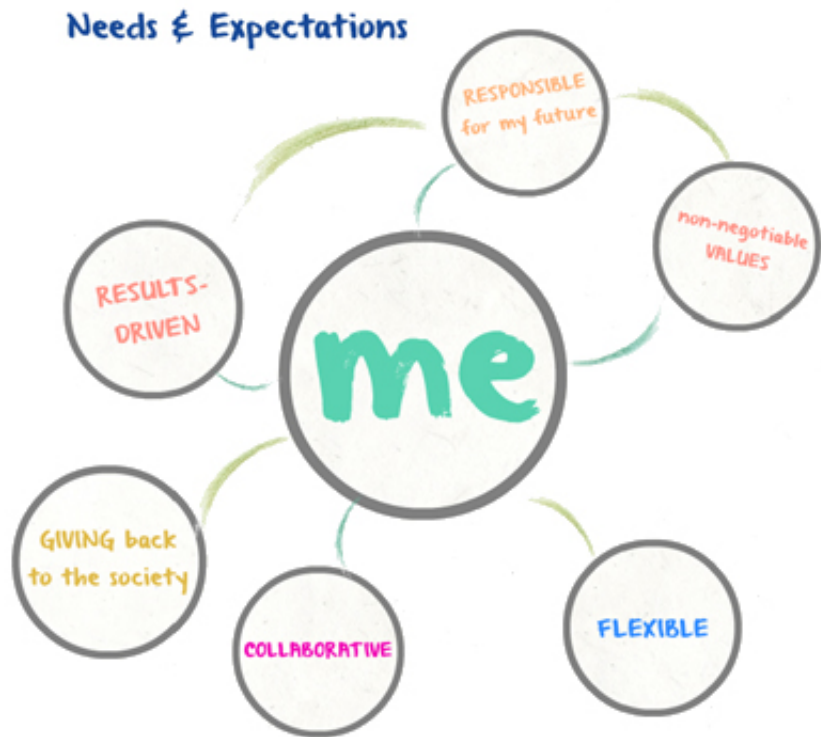 Needs & Expectations
RESPONSIBLE
for my future
non-negotiable
VALUES
RESULTS-
DRIVEN
me
GIVING back
to the society
COLLABORATIVE
FLEXIBLE